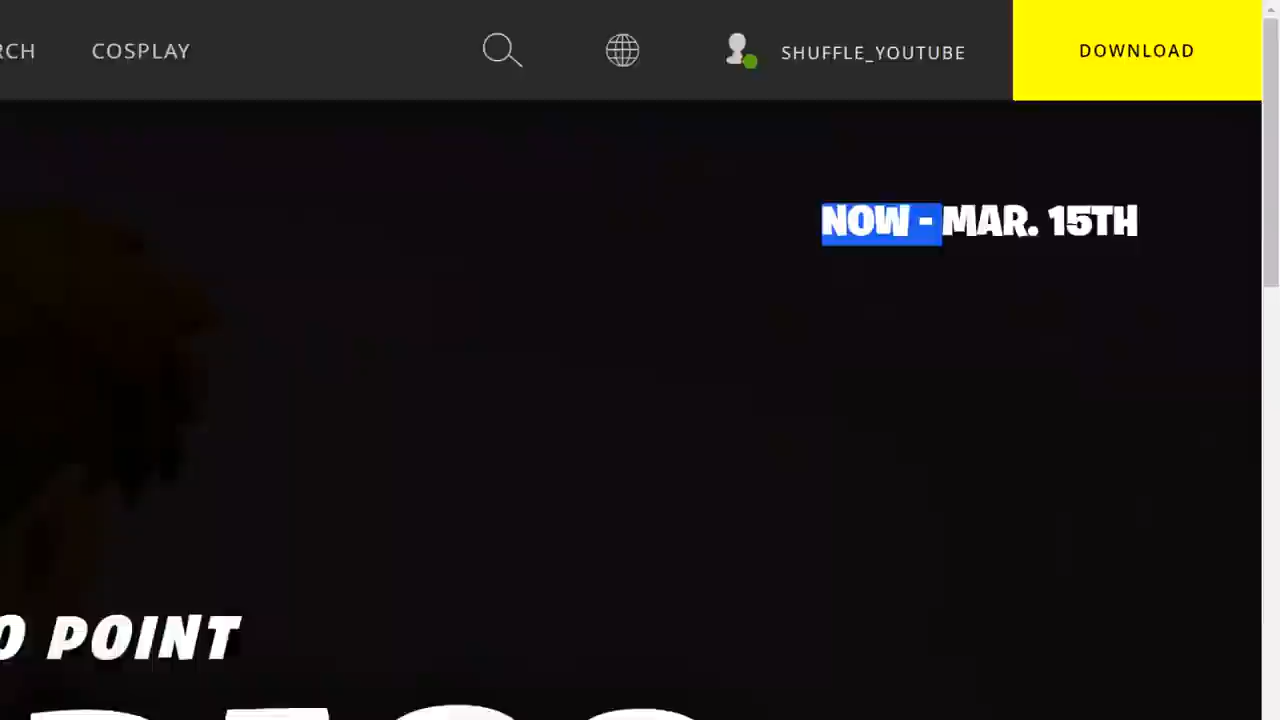 RCH COSPLAY SHUFFLE_YOUTUBE DOWNLOAD
NOW - MAR. 15TH
O POINT